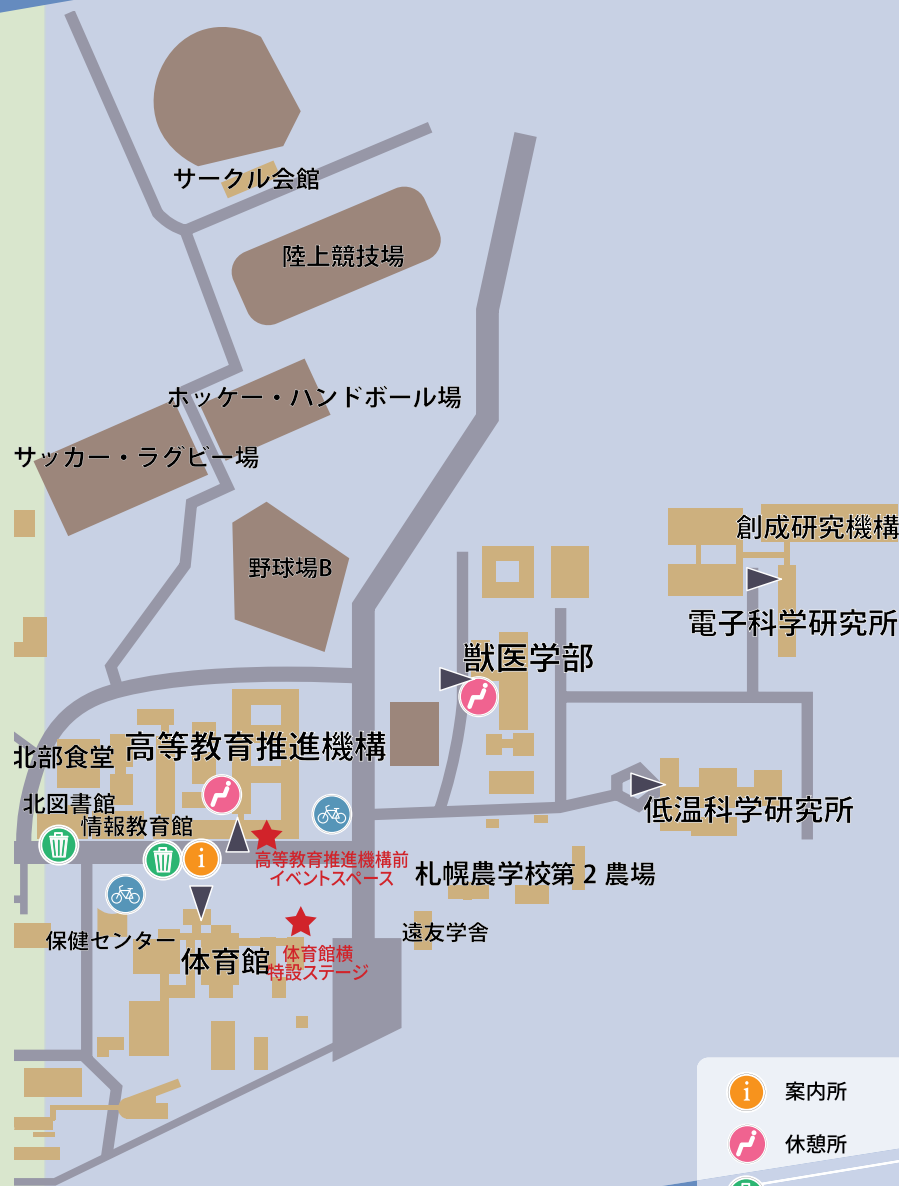 サークル会館
陸上競技場
ホッケー・ハンドボール場
サッカー・ラグビー場
創成研究機構
野球場B
電子科学研究所
獣医学部
高等教育推進機構
北部食堂
北図書館
低温科学研究所
情報教育館
高等教育推進機構前
イベントスペース
札幌農学校第2農場
遠友学舎
保健センター
体育館
体育館横
特設ステージ
i
i
案内所
休憩所